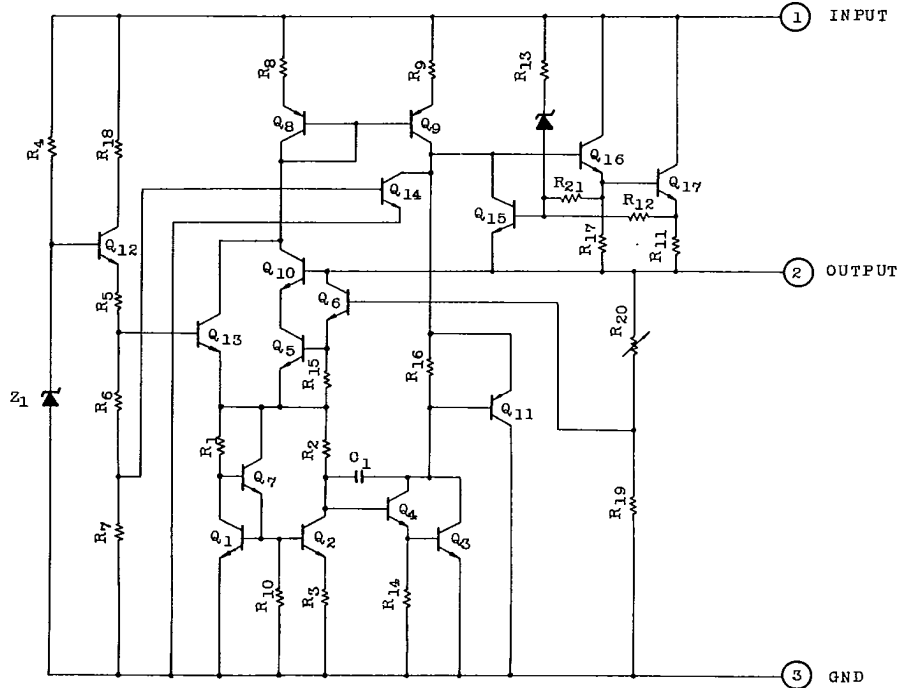 1 INPUT
R4
R18
R8
R9
R13
Q8
Q9
Q16
Q17
Q14
R21
R12
Q15
R17
R11
Q12
Q10
2 OUTPUT
R5
Q6
R20
Q13
Q5
R15
R16
Z1
R6
Q11
R1
R2
C1
Q7
Q4
R19
R7
Q1
Q2
Q3
R10
R3
R14
3 GND